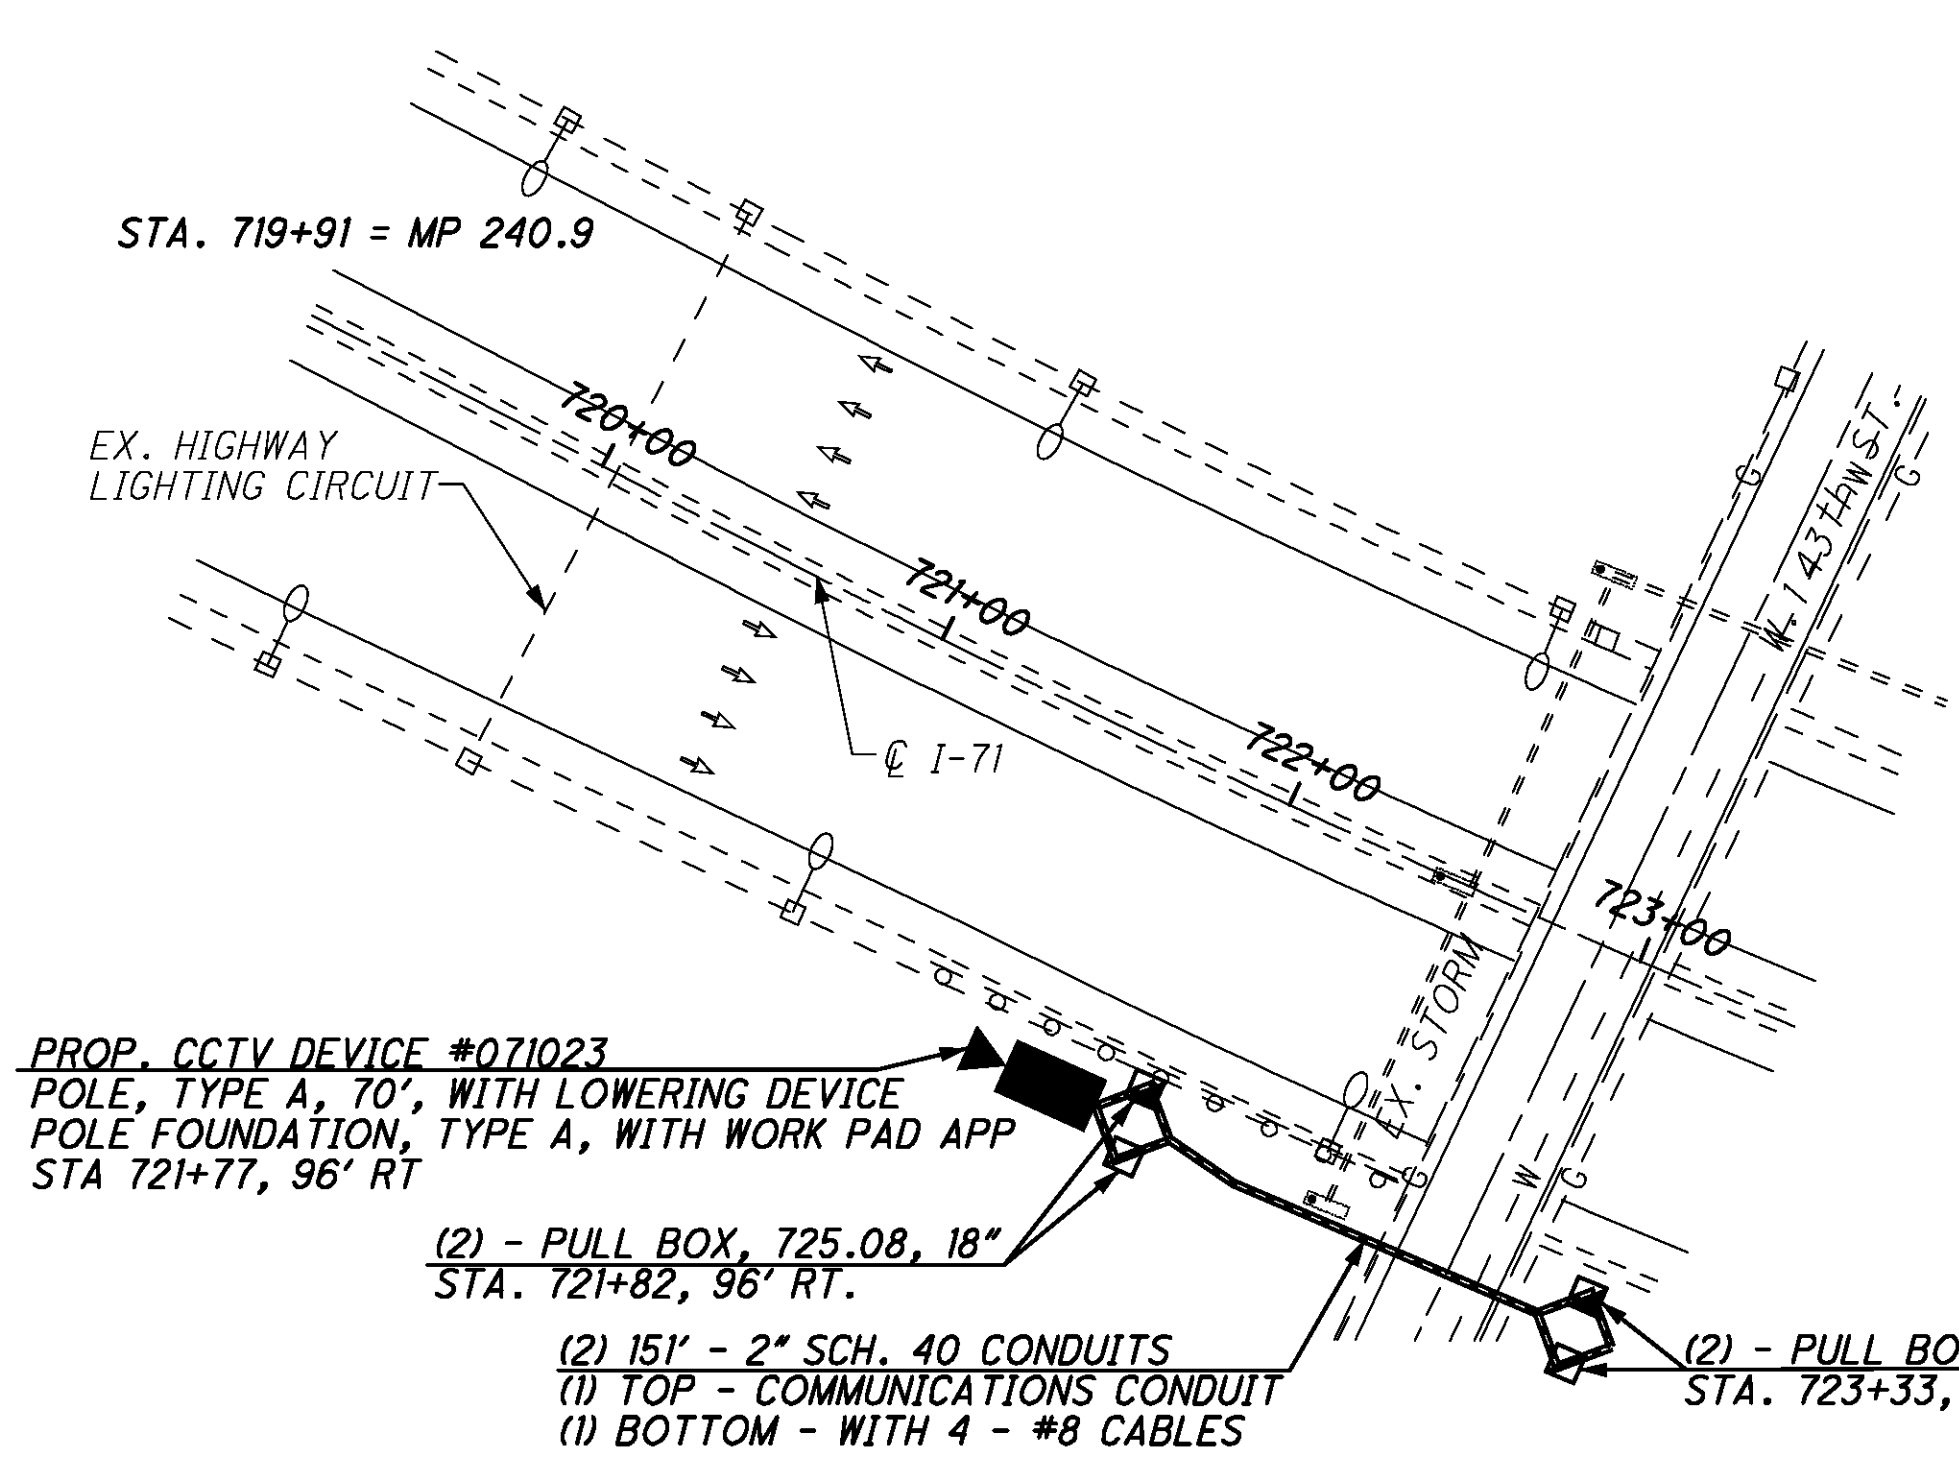 STA. 719+91 = MP 240.9
EX. HIGHWAY
LIGHTING CIRCUIT
720+00
721+00
722+00
723+00
℄ I-71
G
G
W. 143th ST.
W
EX. STORM
G
W
G
PROP. CCTV DEVICE #071023
POLE, TYPE A, 70', WITH LOWERING DEVICE
POLE FOUNDATION, TYPE A, WITH WORK PAD APP
STA 721+77, 96' RT
(2) - PULL BOX, 725.08, 18"
STA. 721+82, 96' RT.
(2) 151' - 2" SCH. 40 CONDUITS
(1) TOP - COMMUNICATIONS CONDUIT
(1) BOTTOM - WITH 4 - #8 CABLES
(2) - PULL BO
STA. 723+33,